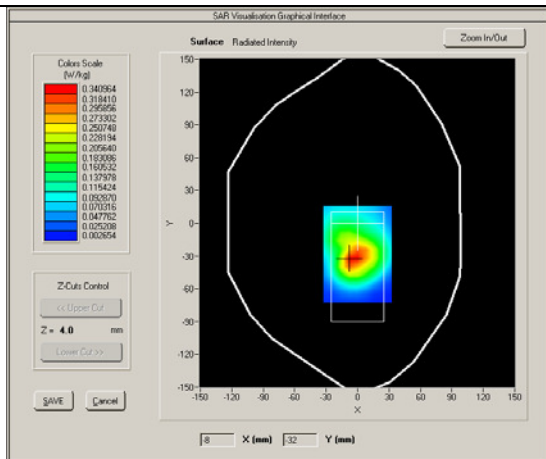 SAR Visualisation Graphical Interface
Surface Radiated Intensity
Zoom In/Out
Colors Scale
(W/kg)
0.340964
0.318410
0.295856
0.273302
0.250748
0.228194
0.205640
0.183086
0.160532
0.137978
0.115424
0.092870
0.070316
0.047762
0.025208
0.002654
Z-Cuts Control
<< Upper Cut
Z = 4.0 mm
Lower Cut >>
SAVE
Cancel
150-
120-
90-
60-
30-
0-
-30-
-60-
-90-
-120-
-150-
Y
-150 -120 -90 -60 -30 0 30 60 90 120 150
X
-8 X (mm) -32 Y (mm)